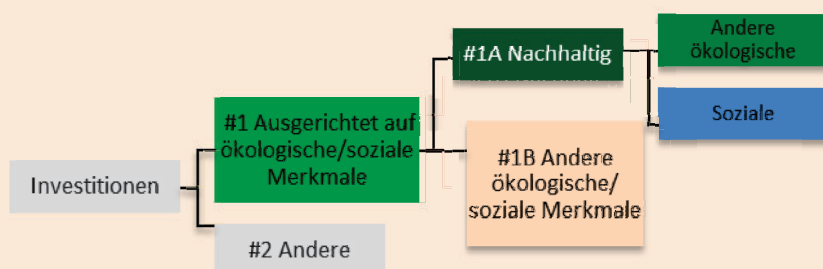 Investitionen
#1 Ausgerichtet auf
ökologische/soziale
Merkmale
#2 Andere
#1A Nachhaltig
#1B Andere
ökologische/
soziale Merkmale
Andere
ökologische
Soziale